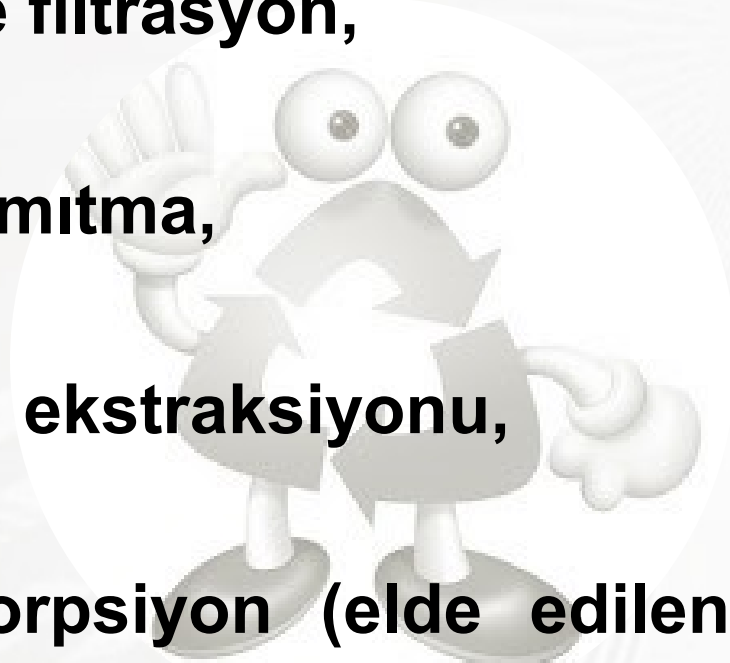 e filtrasyon,
mıtma,
ekstraksiyonu,
orpsiyon (elde edilen